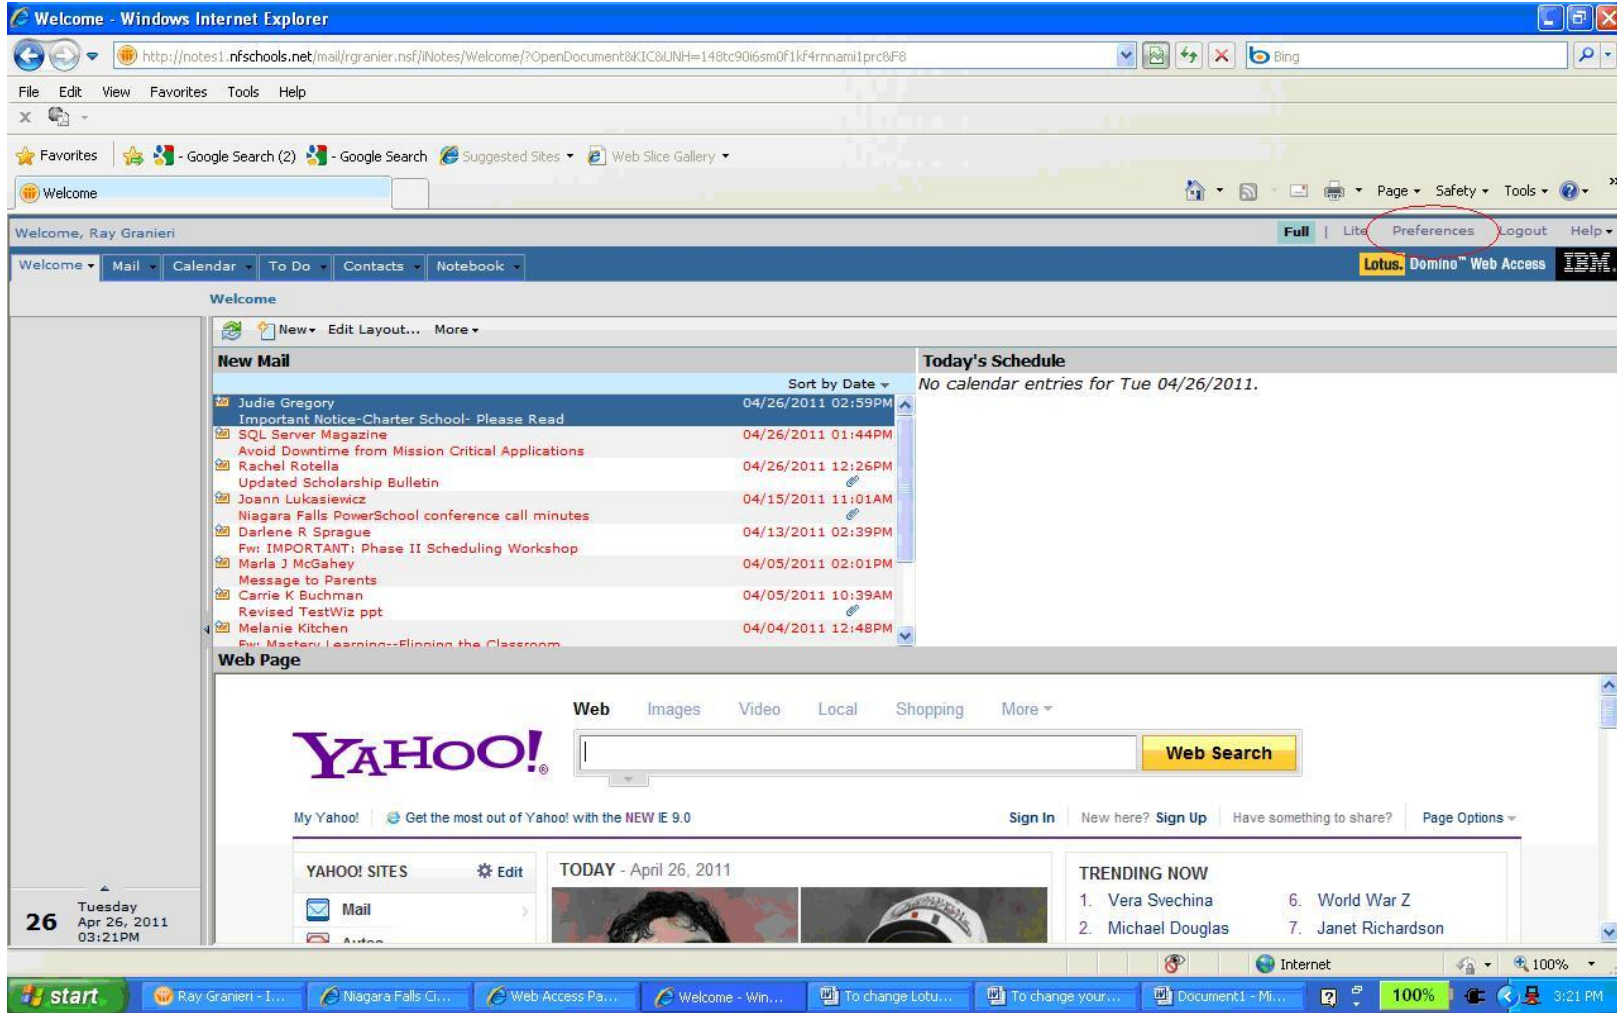 Welcome - Windows Internet Explorer
http://notes1.nfschools.net/mail/rgranier.nsf/iNotes/Welcome/?OpenDocument&KIC&UNH=148tc90i6sm0f1kf4rnnami1prc&F8
Bing
File Edit View Favorites Tools Help
x
Favorites - Google Search (2) - Google Search Suggested Sites Web Slice Gallery
Welcome Page Safety Tools »
Welcome, Ray Granieri Full | Lite Preferences Logout Help
Welcome Mail Calendar To Do Contacts Notebook Lotus. Domino™ Web Access IBM.
Welcome
New Edit Layout... More
New Mail Today's Schedule
Sort by Date No calendar entries for Tue 04/26/2011.
Judie Gregory 04/26/2011 02:59PM
Important Notice-Charter School- Please Read
SQL Server Magazine 04/26/2011 01:44PM
Avoid Downtime from Mission Critical Applications
Rachel Rotella 04/26/2011 12:26PM
Updated Scholarship Bulletin
Joann Lukasiewicz 04/15/2011 11:01AM
Niagara Falls PowerSchool conference call minutes
Darlene R Sprague 04/13/2011 02:39PM
Fw: IMPORTANT: Phase II Scheduling Workshop
Marla J McGahey 04/05/2011 02:01PM
Message to Parents
Carrie K Buchman 04/05/2011 10:39AM
Revised TestWiz ppt
Melanie Kitchen 04/04/2011 12:48PM
Fw: Mastery Learning--Flipping the Classroom
Web Page
Web Images Video Local Shopping More
YAHOO!® Web Search
My Yahoo! Get the most out of Yahoo! with the NEW IE 9.0 Sign In New here? Sign Up Have something to share? Page Options
YAHOO! SITES Edit TODAY - April 26, 2011 TRENDING NOW
Mail
Autos
1. Vera Svechina 6. World War Z
2. Michael Douglas 7. Janet Richardson
Tuesday
26 Apr 26, 2011
03:21PM
Internet 100%
start Ray Granieri - I... Niagara Falls Ci... Web Access Pa... Welcome - Win... To change Lotu... To change your... Document1 - Mi... 100% 3:21 PM